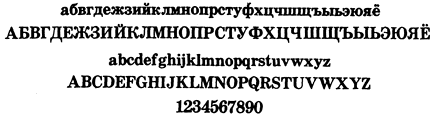 абвгдежзийклмнопрстуфхцчшщъыьэюяё
АБВГДЕЖЗИЙКЛМНОПРСТУФХЦЧШЩЪЫЬЭЮЯЁ
abcdefghijklmnopqrstuvwxyz
ABCDEFGHIJKLMNOPQRSTUVWXYZ
1234567890